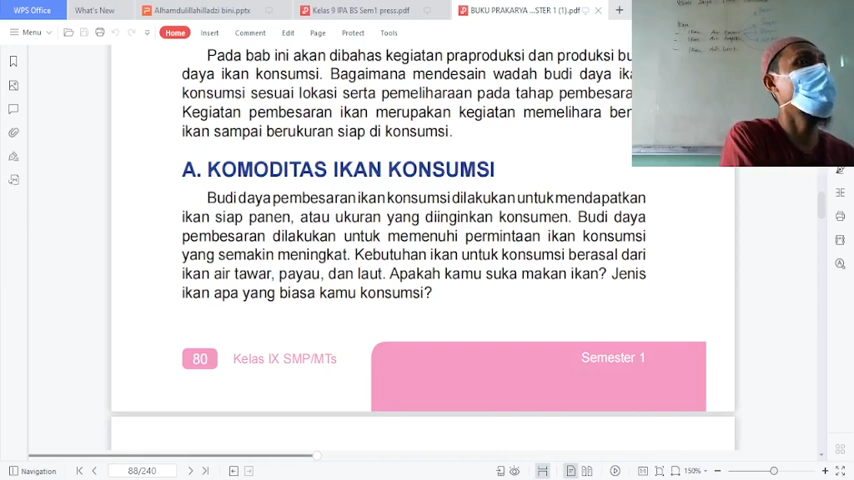 WPS Office
What's New
Alhamdulillahilladzi bini.pptx
Kelas 9 IPA BS Sem1 press.pdf
BUKU PRAKARYA ...STER 1 (1).pdf
Menu
Home
Insert
Comment
Edit
Page
Protect
Tools
Pada bab ini akan dibahas kegiatan praproduksi dan produksi bu
daya ikan konsumsi. Bagaimana mendesain wadah budi daya ika
konsumsi sesuai lokasi serta pemeliharaan pada tahap pembesara
Kegiatan pembesaran ikan merupakan kegiatan memelihara ben
ikan sampai berukuran siap di konsumsi.
A. KOMODITAS IKAN KONSUMSI
Budi daya pembesaran ikan konsumsi dilakukan untuk mendapatkan
ikan siap panen, atau ukuran yang diinginkan konsumen. Budi daya
pembesaran dilakukan untuk memenuhi permintaan ikan konsumsi
yang semakin meningkat. Kebutuhan ikan untuk konsumsi berasal dari
ikan air tawar, payau, dan laut. Apakah kamu suka makan ikan? Jenis
ikan apa yang biasa kamu konsumsi?
80 Kelas IX SMP/MTs
Semester 1
Navigation
88/240
150%